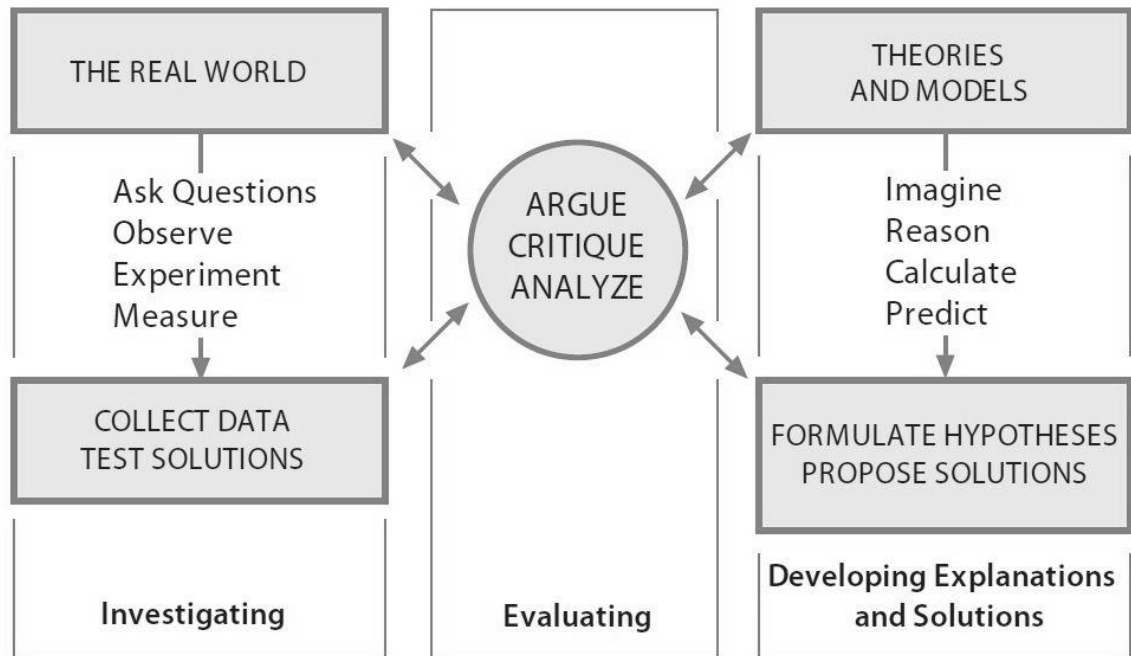 THE REAL WORLD
Ask Questions
Observe
Experiment
Measure
COLLECT DATA
TEST SOLUTIONS
Investigating
ARGUE
CRITIQUE
ANALYZE
Evaluating
THEORIES
AND MODELS
Imagine
Reason
Calculate
Predict
FORMULATE HYPOTHESES
PROPOSE SOLUTIONS
Developing Explanations
and Solutions